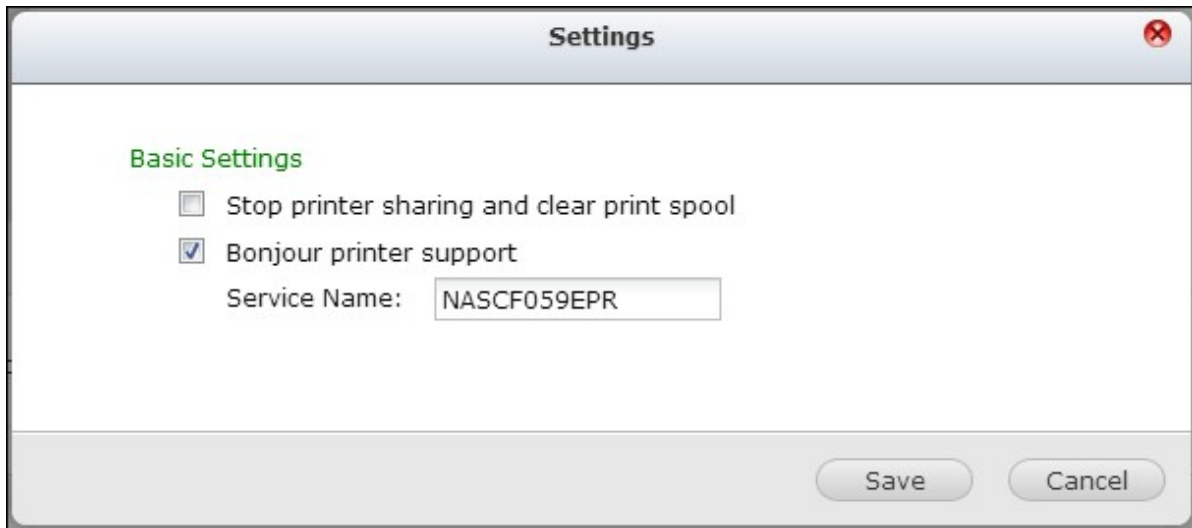 Settings
Basic Settings
Stop printer sharing and clear print spool
Bonjour printer support
Service Name: NASCF059EPR
Save Cancel